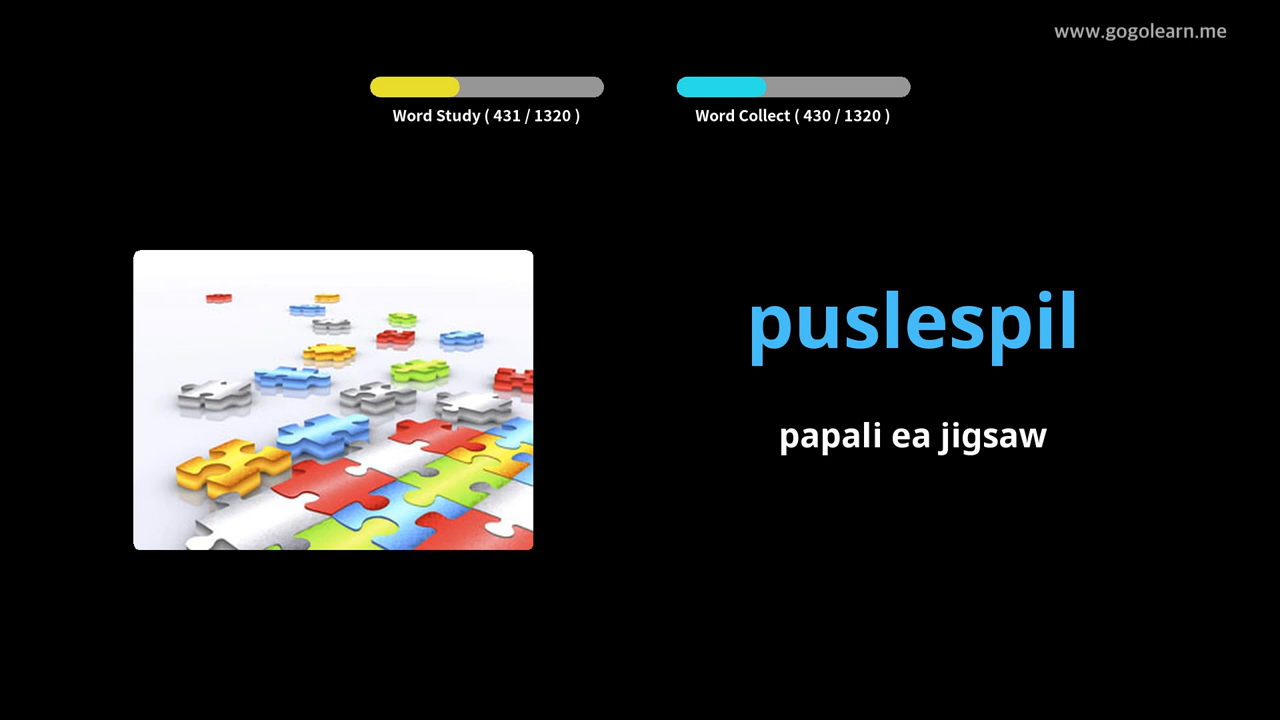 www.gogolearn.me
Word Study ( 431 / 1320 )
Word Collect ( 430 / 1320 )
puslespil
papali ea jigsaw